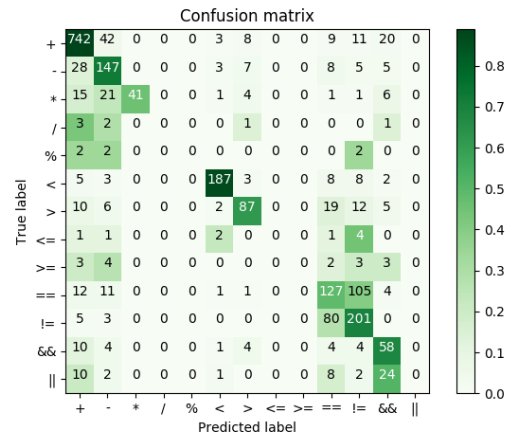 Confusion matrix
+ 742 42 0 0 0 3 8 0 0 9 11 20 0
- 28 147 0 0 0 3 7 0 0 8 5 5 0
* 15 21 41 0 0 1 4 0 0 1 1 6 0
/ 3 2 0 0 0 0 1 0 0 0 0 1 0
% 2 2 0 0 0 0 0 0 0 0 2 0 0
< 5 3 0 0 0 187 3 0 0 8 8 2 0
> 10 6 0 0 0 2 87 0 0 19 12 5 0
<= 1 1 0 0 0 2 0 0 0 1 4 0 0
>= 3 4 0 0 0 0 0 0 0 2 3 3 0
== 12 11 0 0 0 1 1 0 0 127 105 4 0
!= 5 3 0 0 0 0 0 0 0 80 201 0 0
&& 10 4 0 0 0 1 4 0 0 4 4 58 0
|| 10 2 0 0 0 1 0 0 0 8 2 24 0
+ - * / % < > <= >= == != && ||
Predicted label
True label
0.8
0.7
0.6
0.5
0.4
0.3
0.2
0.1
0.0